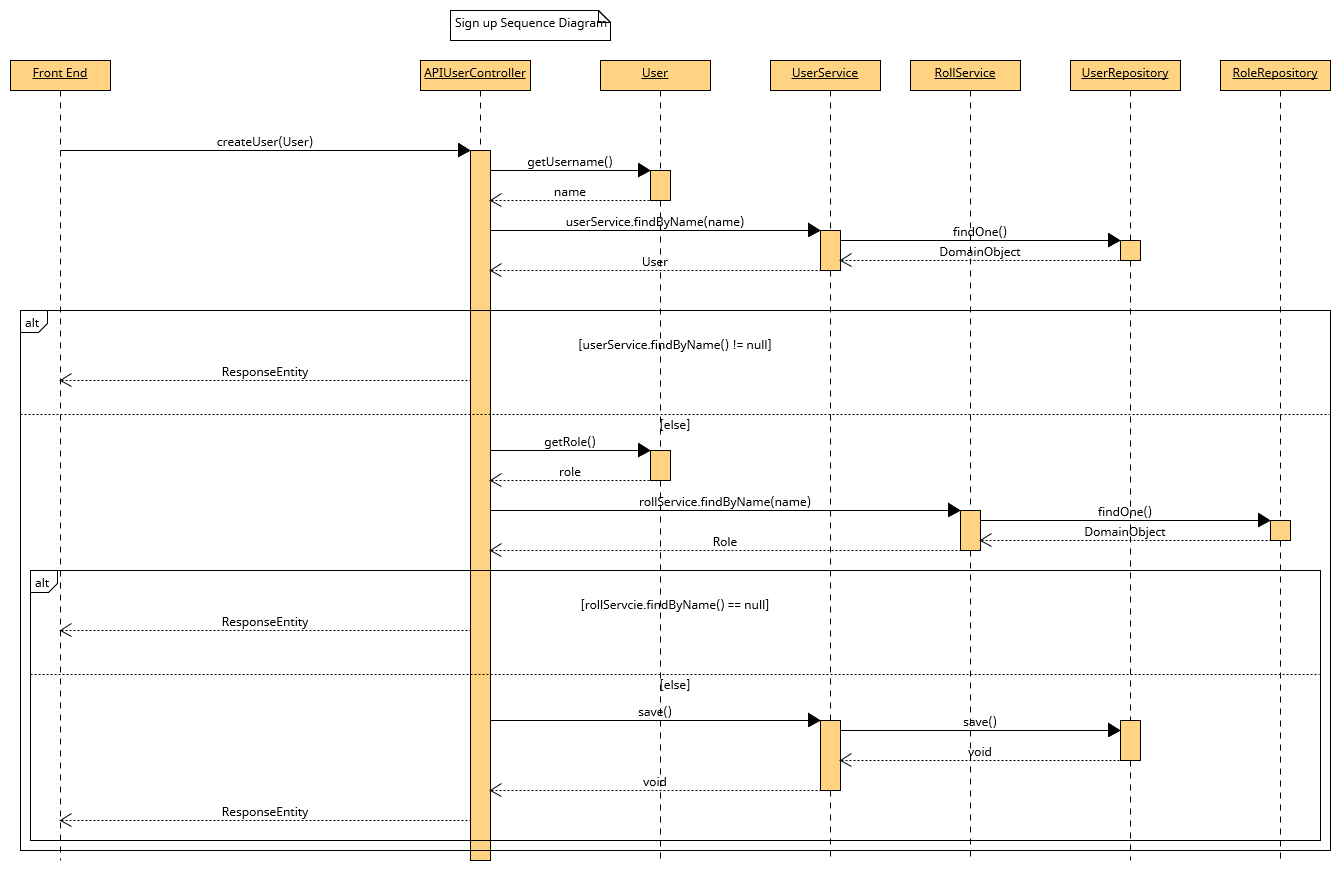 Sign up Sequence Diagram
Front End
APIUserController
User
UserService
RollService
UserRepository
RoleRepository
createUser(User)
getUsername()
name
userService.findByName(name)
findOne()
DomainObject
User
alt
[userService.findByName() != null]
ResponseEntity
[else]
getRole()
role
rollService.findByName(name)
findOne()
DomainObject
Role
alt
[rollServcie.findByName() == null]
ResponseEntity
[else]
save()
save()
void
void
ResponseEntity